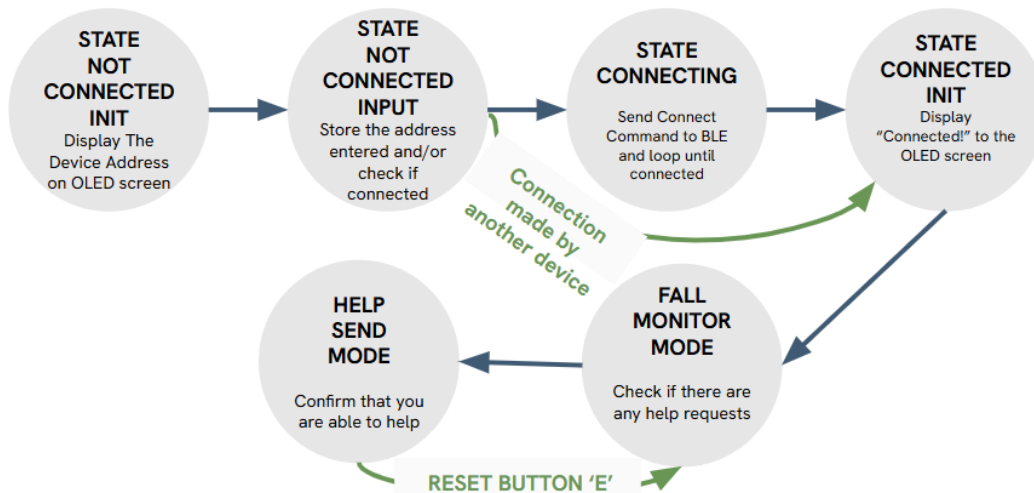 STATE
NOT
CONNECTED
INIT
Display The
Device Address
on OLED screen
STATE
NOT
CONNECTED
INPUT
Store the address
entered and/or
check if
connected
STATE
CONNECTING
Send Connect
Command to BLE
and loop until
connected
STATE
CONNECTED
INIT
Display
“Connected!” to the
OLED screen
Connection
made by
another device
HELP
SEND
MODE
Confirm that you
are able to help
FALL
MONITOR
MODE
Check if there are
any help requests
RESET BUTTON ‘E’